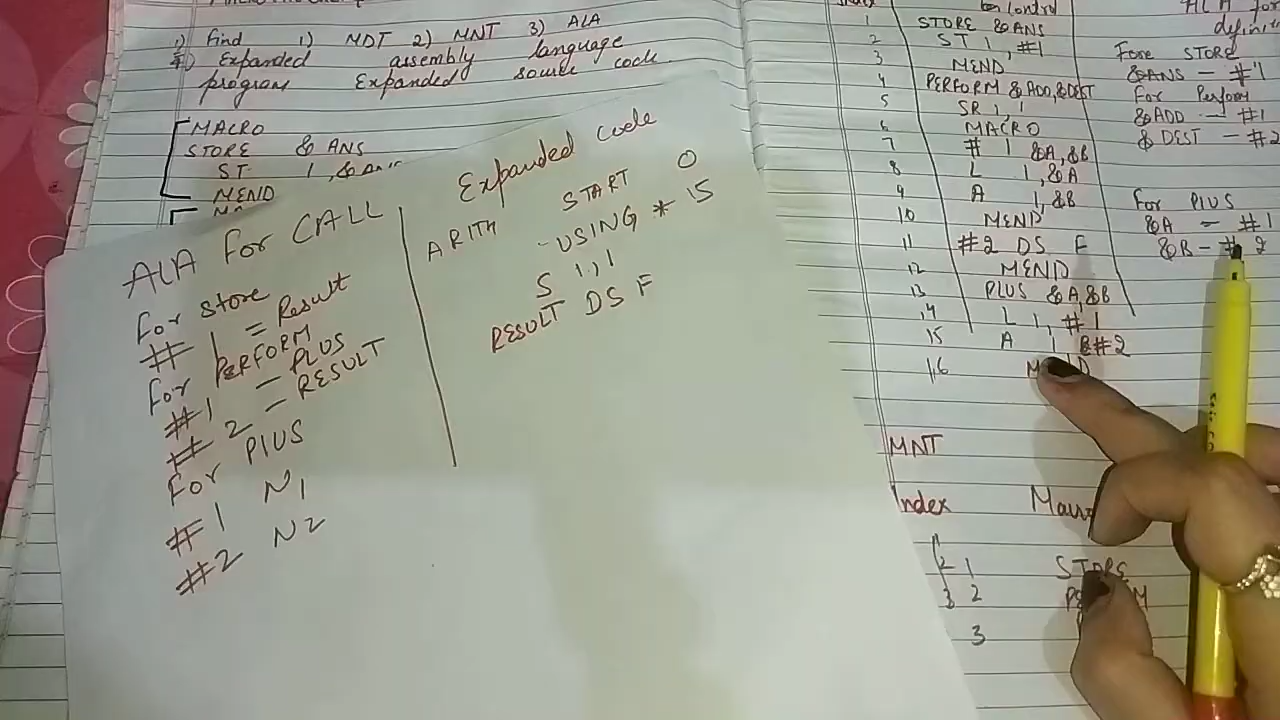 1) Find 1) MDT 2) MNT 3) ALA
4) Expanded assembly language
program Expanded source code.
MACRO
STORE &ANS
ST 1,
MEND
ALA for CALL
for store
#1 = Result
for PERFORM
#1 - PLUS
#2 - RESULT
for PlUS
#1 N1
#2 N2
Expanded code
ARITH START 0
- USING * 15
S 1,1
RESULT DS F
1 STORE &ANS
2 ST 1, #1
3 MEND
4 PERFORM &ADD,&DEST
5 SR 1, 1
6 MACRO
7 # 1 &A,&B
8 L 1,&A
9 A 1,&B
10 MEND
11 #2 DS F
12 MEND
13 PLUS &A,&B
14 L 1, #1
15 A 1 &#2
16
ALA for
Fore STORE
&ANS - #1
For Perform
&ADD - #1
& DEST - #2
For PlUS
&A - #1
&B - # 2
MNT
Index
1 STORE
2
3